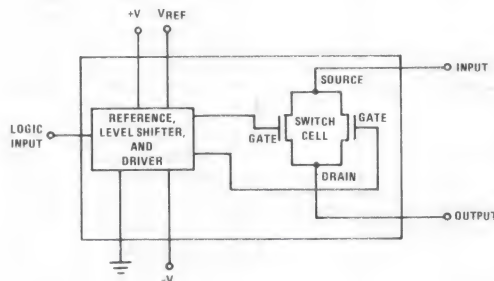 +V
VREF
SOURCE
INPUT
LOGIC
INPUT
REFERENCE,
LEVEL SHIFTER,
AND
DRIVER
GATE
SWITCH
CELL
GATE
DRAIN
OUTPUT
-V